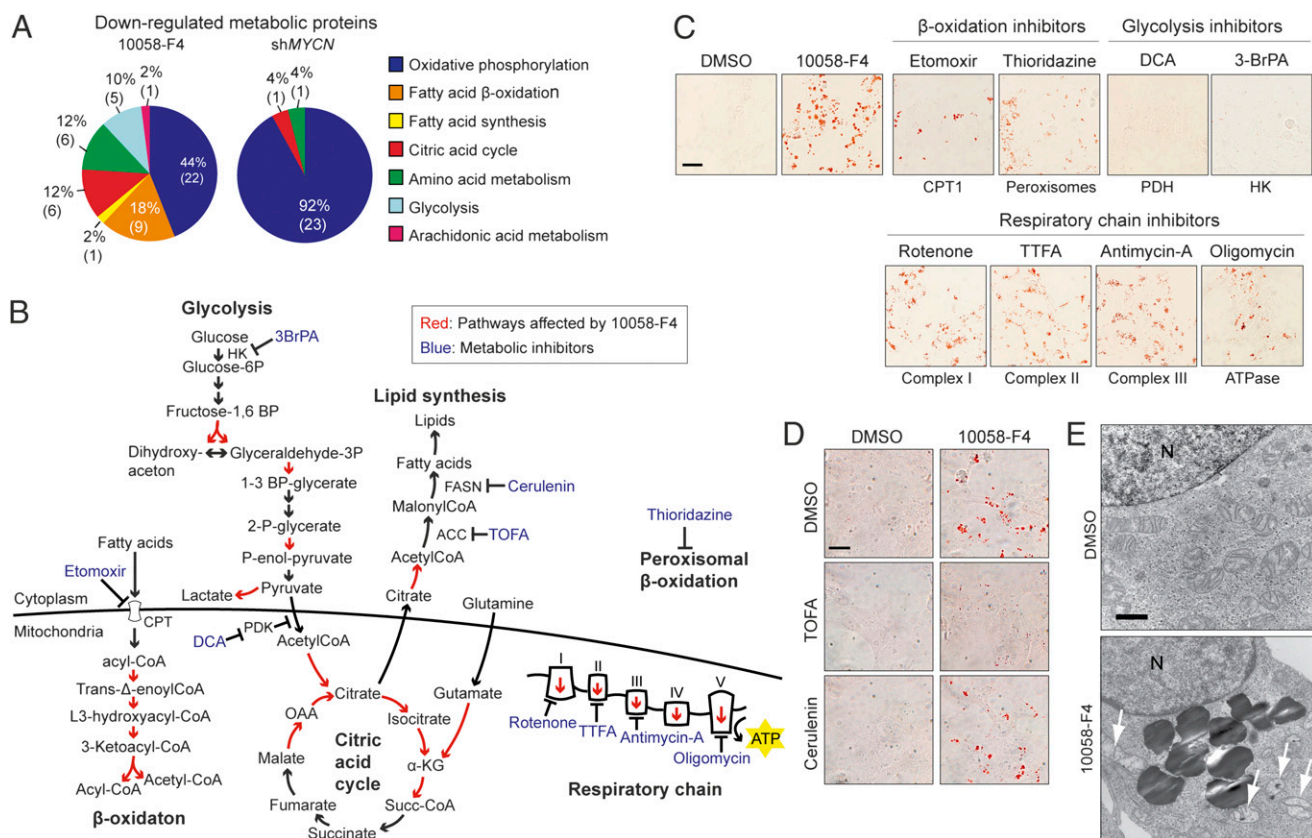 A
Down-regulated metabolic proteins
10058-F4
shMYCN
2%
(1)
10%
(5)
12%
(6)
12%
(6)
2%
(1)
18%
(9)
44%
(22)
4%
(1)
4%
(1)
92%
(23)
Oxidative phosphorylation
Fatty acid β-oxidation
Fatty acid synthesis
Citric acid cycle
Amino acid metabolism
Glycolysis
Arachidonic acid metabolism
B
Red: Pathways affected by 10058-F4
Blue: Metabolic inhibitors
Glycolysis
Glucose
HK
3BrPA
Glucose-6P
Fructose-1,6 BP
Dihydroxy-
aceton
Glyceraldehyde-3P
1-3 BP-glycerate
2-P-glycerate
P-enol-pyruvate
Pyruvate
Lactate
Lipid synthesis
Lipids
Fatty acids
FASN
Cerulenin
MalonylCoA
ACC
TOFA
AcetylCoA
Citrate
Glutamine
Thioridazine
Peroxisomal
β-oxidation
Fatty acids
Etomoxir
Cytoplasm
Mitochondria
CPT
DCA
PDK
AcetylCoA
acyl-CoA
Trans-Δ-enoylCoA
L3-hydroxyacyl-CoA
3-Ketoacyl-CoA
Acyl-CoA
Acetyl-CoA
β-oxidaton
Citrate
Isocitrate
α-KG
Succ-CoA
Succinate
Fumarate
Malate
OAA
Citric
acid
cycle
Gutamate
I
II
III
IV
V
Rotenone
TTFA
Antimycin-A
Oligomycin
ATP
Respiratory chain
C
β-oxidation inhibitors
Glycolysis inhibitors
DMSO
10058-F4
Etomoxir
Thioridazine
DCA
3-BrPA
CPT1
Peroxisomes
PDH
HK
Respiratory chain inhibitors
Rotenone
TTFA
Antimycin-A
Oligomycin
Complex I
Complex II
Complex III
ATPase
D
DMSO
10058-F4
DMSO
TOFA
Cerulenin
E
DMSO
N
10058-F4
N